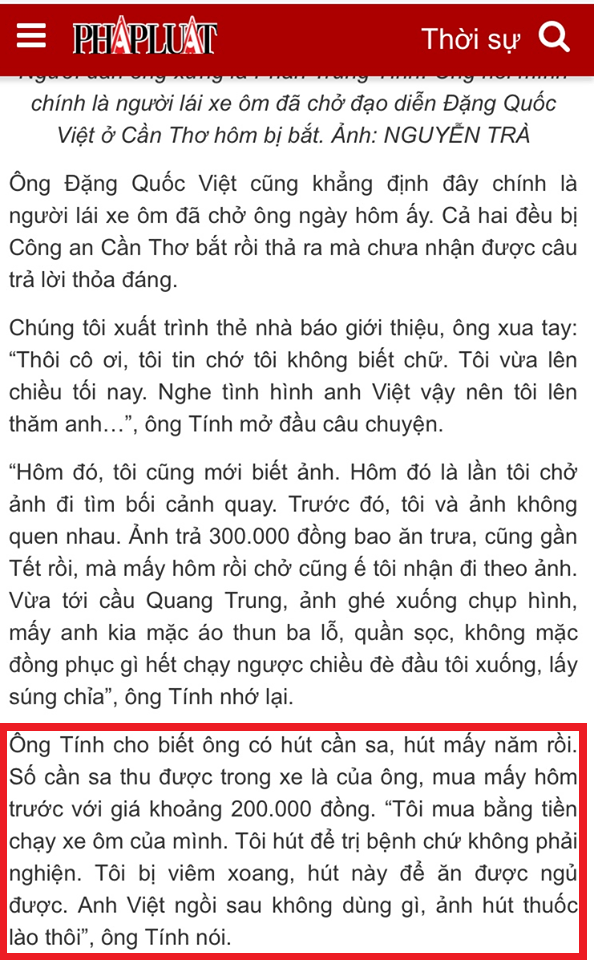 PHÁPLUẬT
Thời sự
chính là người lái xe ôm đã chở đạo diễn Đặng Quốc
Việt ở Cần Thơ hôm bị bắt. Ảnh: NGUYỄN TRÀ
Ông Đặng Quốc Việt cũng khẳng định đây chính là
người lái xe ôm đã chở ông ngày hôm ấy. Cả hai đều bị
Công an Cần Thơ bắt rồi thả ra mà chưa nhận được câu
trả lời thỏa đáng.
Chúng tôi xuất trình thẻ nhà báo giới thiệu, ông xua tay:
“Thôi cô ơi, tôi tin chớ tôi không biết chữ. Tôi vừa lên
chiều tối nay. Nghe tình hình anh Việt vậy nên tôi lên
thăm anh…”, ông Tính mở đầu câu chuyện.
“Hôm đó, tôi cũng mới biết ảnh. Hôm đó là lần tôi chở
ảnh đi tìm bối cảnh quay. Trước đó, tôi và ảnh không
quen nhau. Ảnh trả 300.000 đồng bao ăn trưa, cũng gần
Tết rồi, mà mấy hôm rồi chở cũng ế tôi nhận đi theo ảnh.
Vừa tới cầu Quang Trung, ảnh ghé xuống chụp hình,
mấy anh kia mặc áo thun ba lỗ, quần sọc, không mặc
đồng phục gì hết chạy ngược chiều đè đầu tôi xuống, lấy
súng chỉa”, ông Tính nhớ lại.
Ông Tính cho biết ông có hút cần sa, hút mấy năm rồi.
Số cần sa thu được trong xe là của ông, mua mấy hôm
trước với giá khoảng 200.000 đồng. “Tôi mua bằng tiền
chạy xe ôm của mình. Tôi hút để trị bệnh chứ không phải
nghiện. Tôi bị viêm xoang, hút này để ăn được ngủ
được. Anh Việt ngồi sau không dùng gì, ảnh hút thuốc
lào thôi”, ông Tính nói.